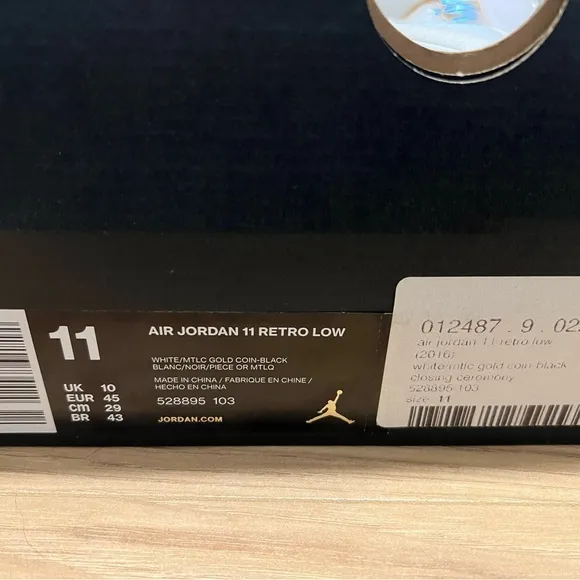 11
UK 10
EUR 45
cm 29
BR 43
AIR JORDAN 11 RETRO LOW
WHITE/MTLC GOLD COIN-BLACK
BLANC/NOIR/PIECE OR MTLQ
MADE IN CHINA / FABRIQUE EN CHINE /
HECHO EN CHINA
528895 103
JORDAN.COM
012487 . 9 . 02
air jordan 11 retro low
(2016)
white mtlc gold coin black
closing ceremony
528895 103
size: 11